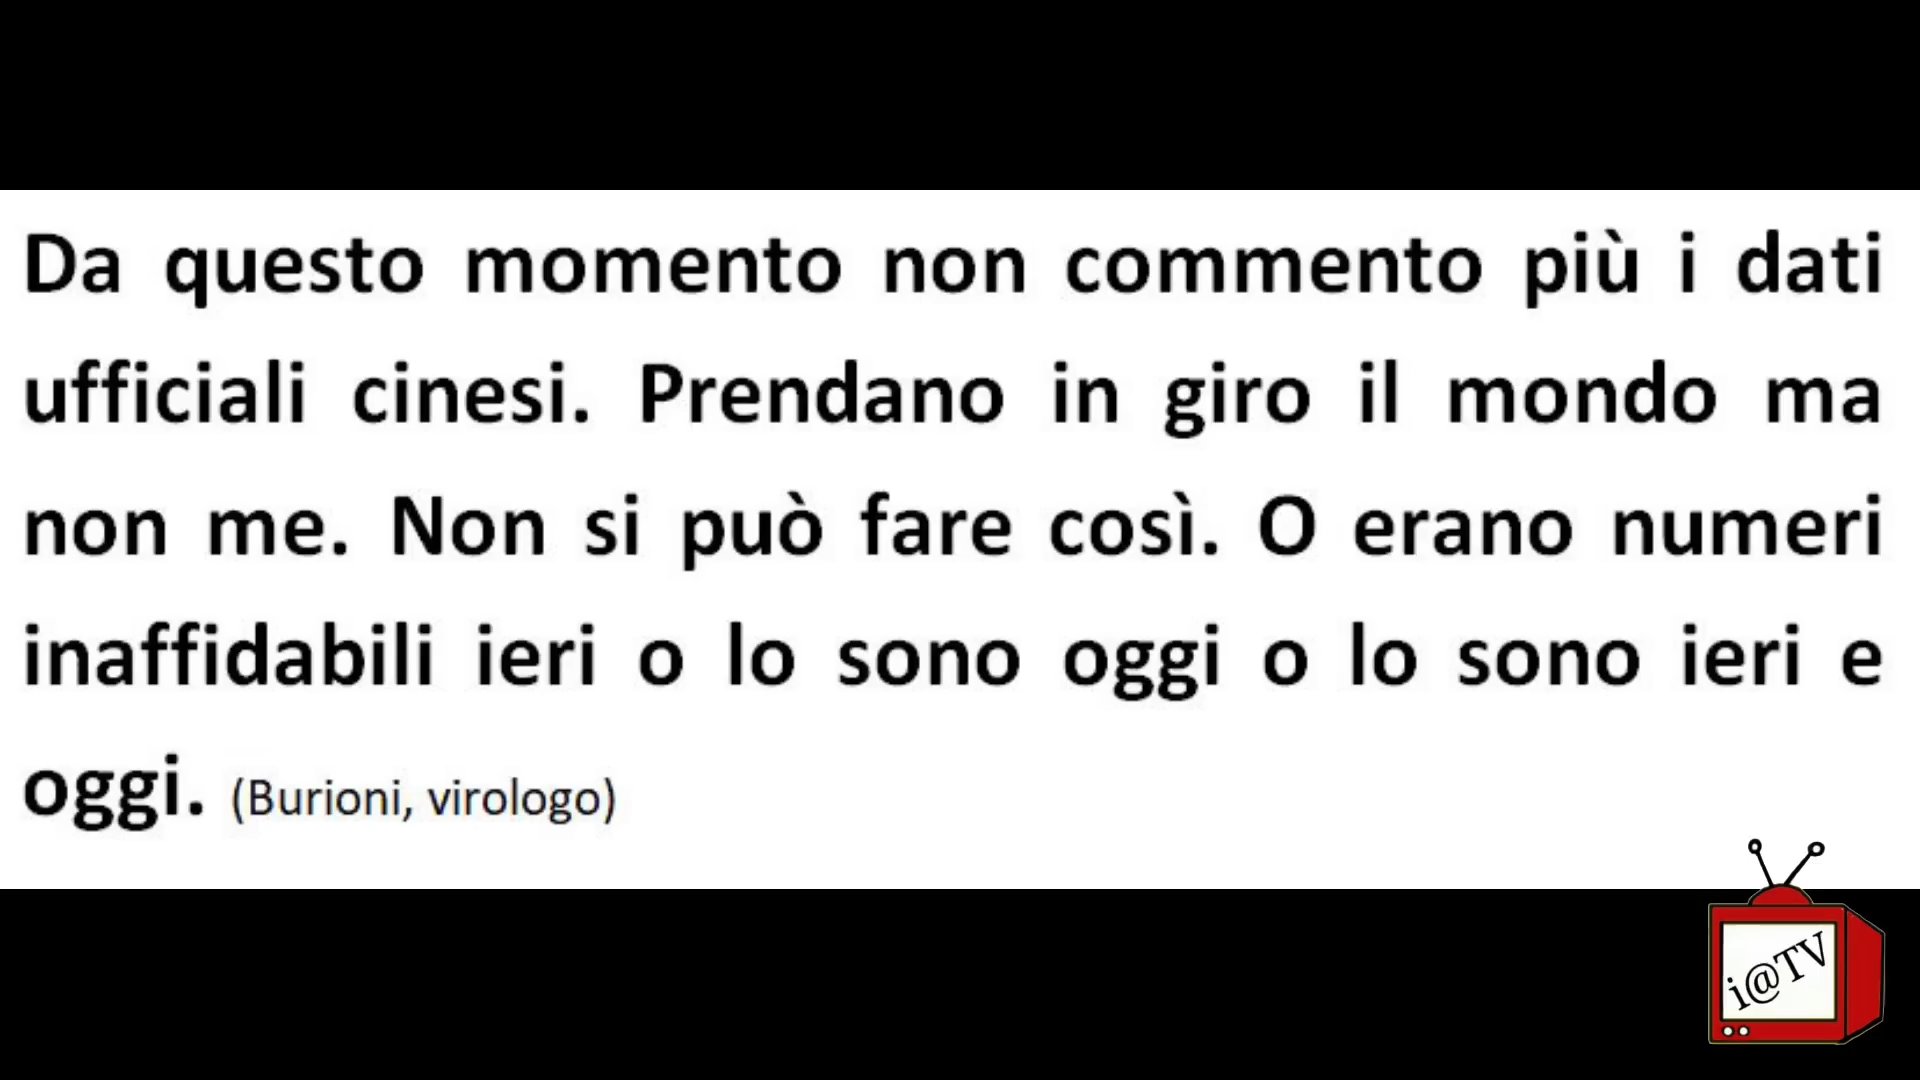 Da questo momento non commento più i dati
ufficiali cinesi. Prendano in giro il mondo ma
non me. Non si può fare così. O erano numeri
inaffidabili ieri o lo sono oggi o lo sono ieri e
oggi. (Burioni, virologo)
i@TV